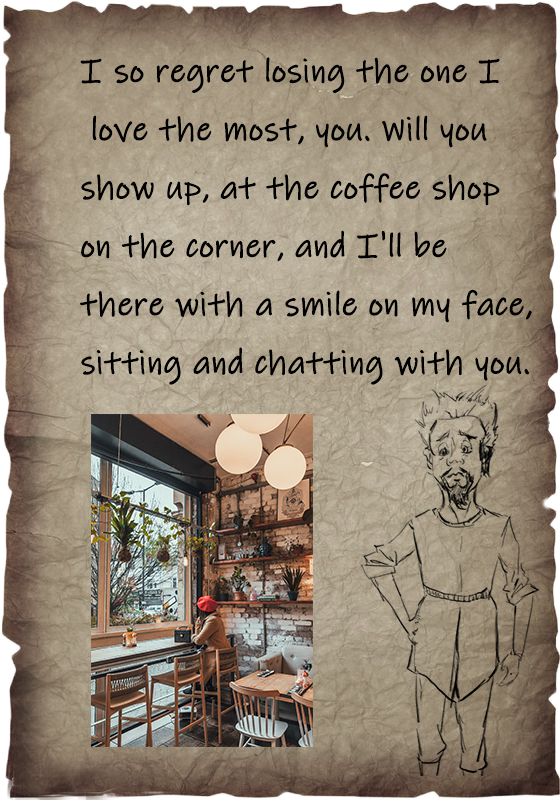 I so regret losing the one I
love the most, you. Will you
show up, at the coffee shop
on the corner, and I'll be
there with a smile on my face,
sitting and chatting with you.